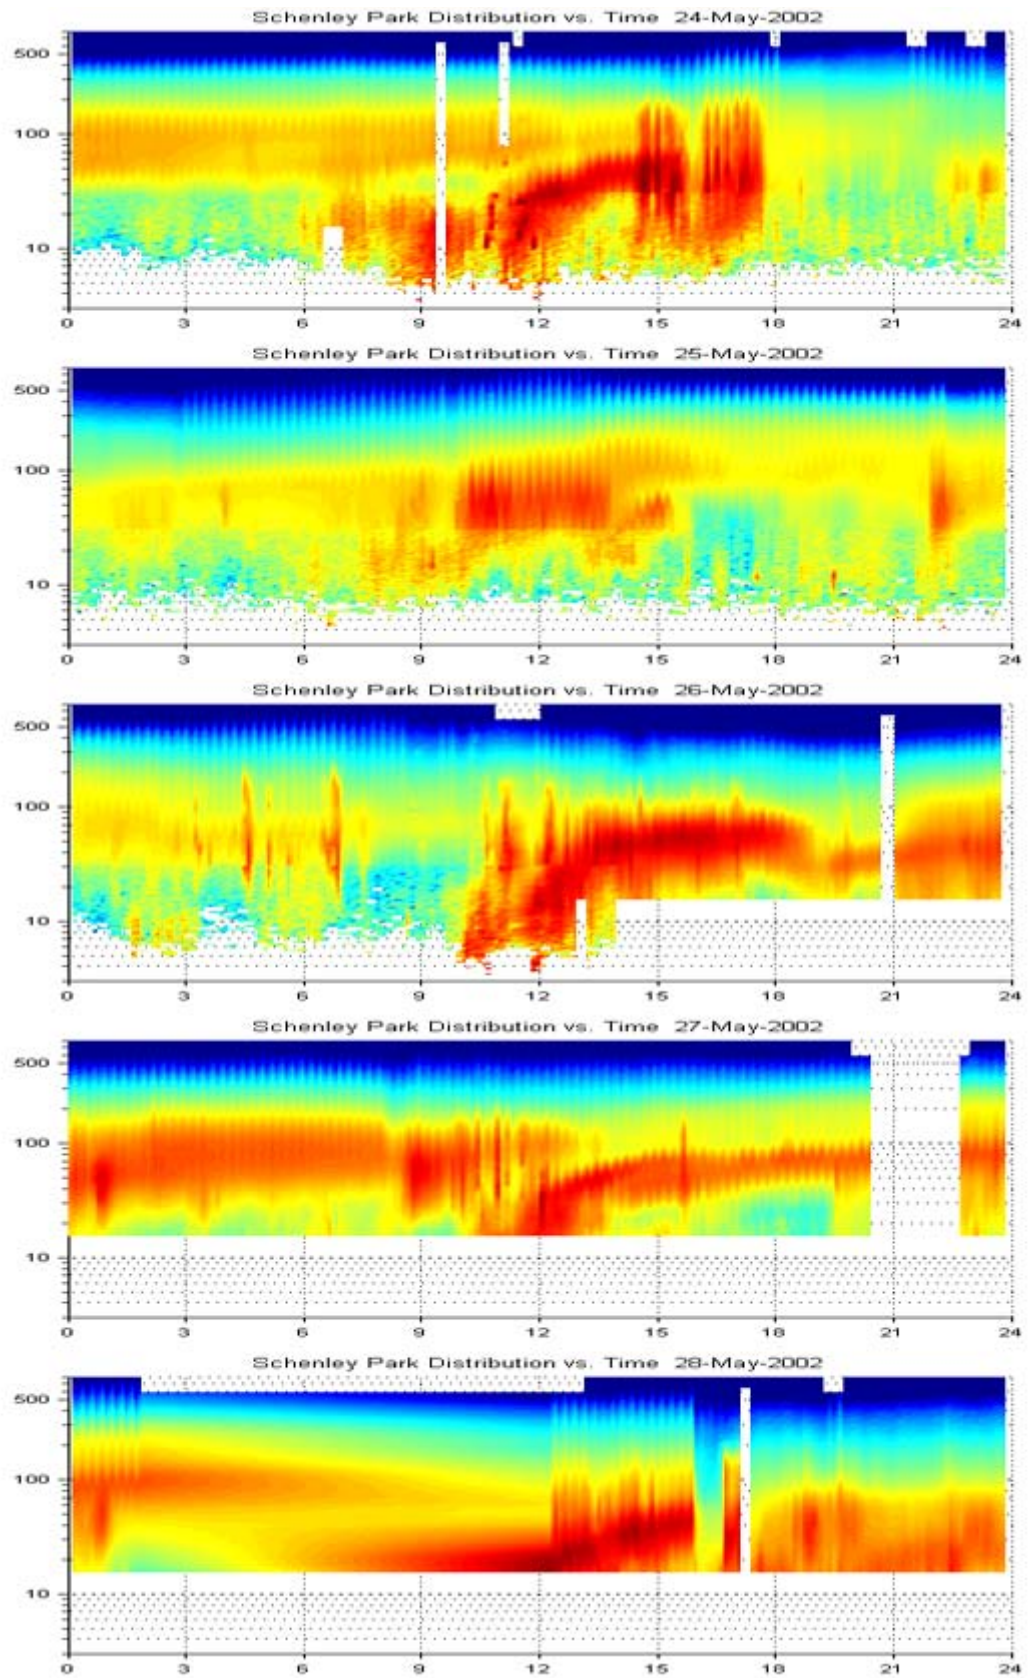 Schenley Park Distribution vs. Time 24-May-2002
500
100
10
0 3 6 9 12 15 18 21 24
Schenley Park Distribution vs. Time 25-May-2002
500
100
10
0 3 6 9 12 15 18 21 24
Schenley Park Distribution vs. Time 26-May-2002
500
100
10
0 3 6 9 12 15 18 21 24
Schenley Park Distribution vs. Time 27-May-2002
500
100
10
0 3 6 9 12 15 18 21 24
Schenley Park Distribution vs. Time 28-May-2002
500
100
10
0 3 6 9 12 15 18 21 24